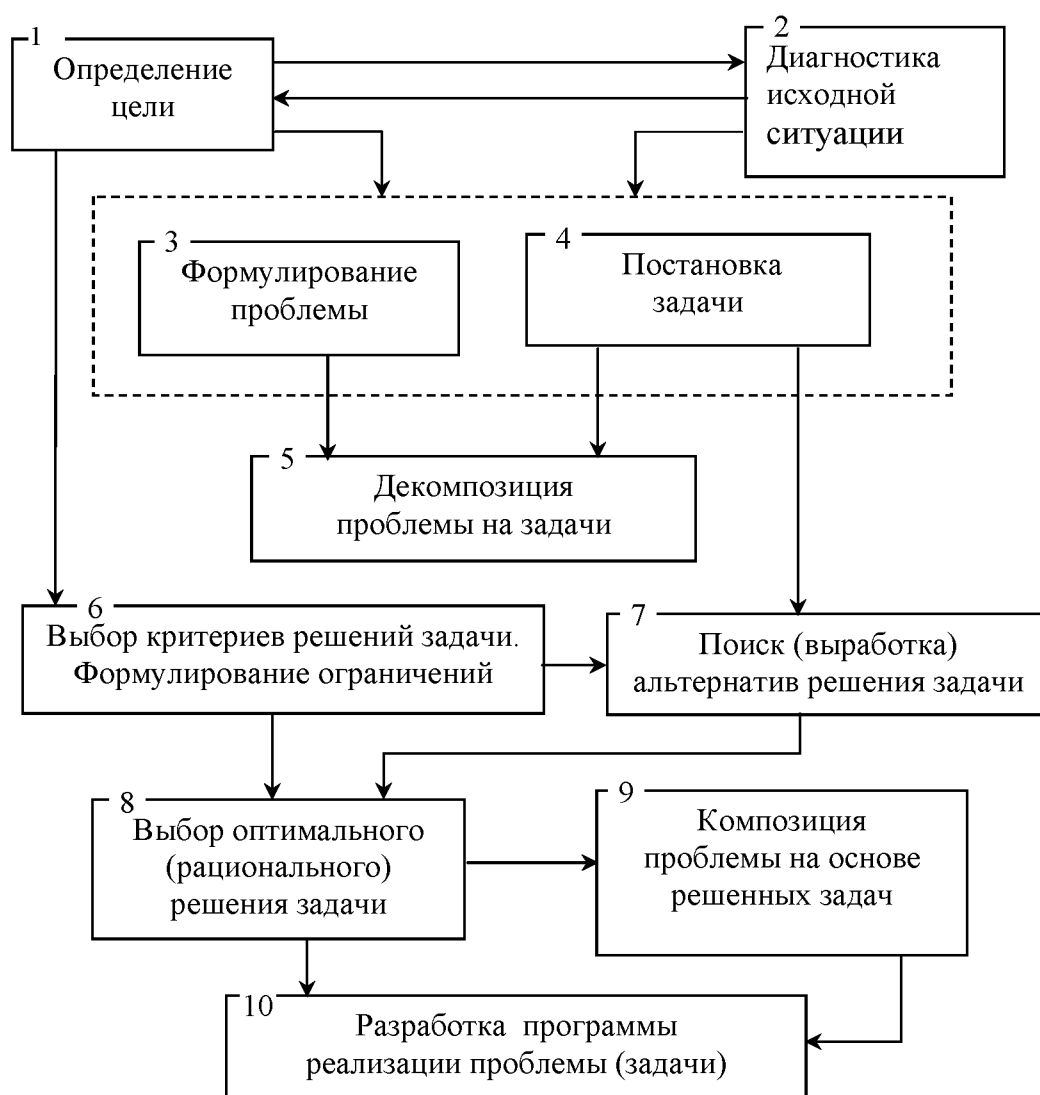 1
Определение
цели
2
Диагностика
исходной
ситуации
3
Формулирование
проблемы
4
Постановка
задачи
5
Декомпозиция
проблемы на задачи
6
Выбор критериев решений задачи.
Формулирование ограничений
7
Поиск (выработка)
альтернатив решения задачи
8
Выбор оптимального
(рационального)
решения задачи
9
Композиция
проблемы на основе
решенных задач
10
Разработка программы
реализации проблемы (задачи)